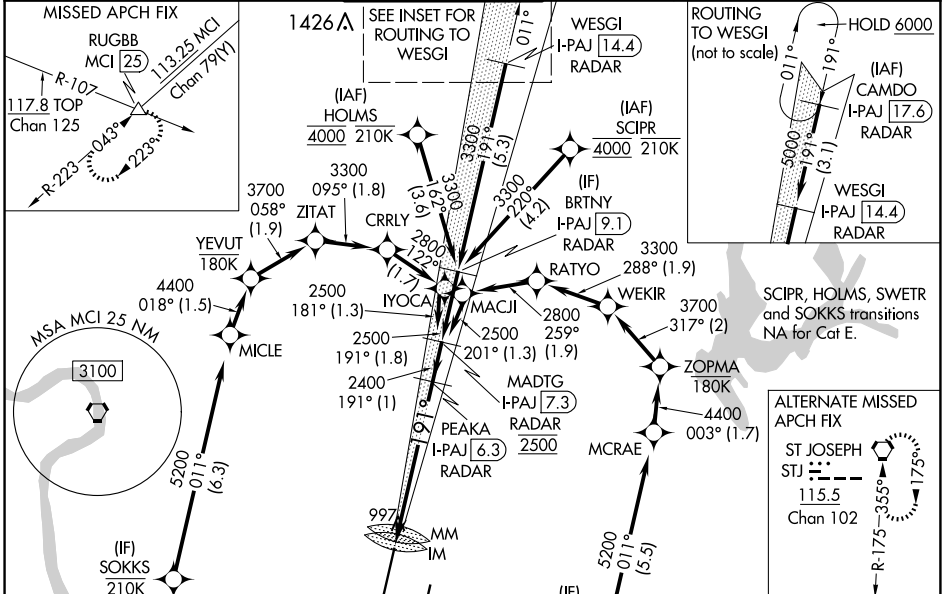 MISSED APCH FIX
RUGBB
MCI 25
113.25 MCI
Chan 79(Y)
R-107
117.8 TOP
Chan 125
R-223
043°
223°
1426
SEE INSET FOR
ROUTING TO
WESGI
011°
WESGI
I-PAJ 14.4
RADAR
ROUTING
TO WESGI
(not to scale)
HOLD 6000
011°
191°
(IAF)
CAMDO
I-PAJ 17.6
RADAR
5000
191°
(3.1)
WESGI
I-PAJ 14.4
RADAR
(IAF)
HOLMS
4000 210K
(IAF)
SCIPR
4000 210K
3300
191°
(5.3)
3300
162°
(3.6)
3300
220°
(4.2)
(IF)
BRTNY
I-PAJ 9.1
RADAR
3300
095° (1.8)
3700
058°
(1.9)
ZITAT
CRRLY
YEVUT
180K
2800
122°
(1.7)
4400
018° (1.5)
MICLE
IYOCA
MACJI
RATYO
3300
288° (1.9)
WEKIR
2500
181° (1.3)
2500
201° (1.3)
2800
259°
(1.9)
3700
317° (2)
SCIPR, HOLMS, SWETR
and SOKKS transitions
NA for Cat E.
2500
191° (1.8)
2400
191° (1)
MADTG
I-PAJ 7.3
RADAR
2500
ZOPMA
180K
4400
003° (1.7)
MCRAE
PEAKA
I-PAJ 6.3
RADAR
191°
MSA MCI 25 NM
3100
ALTERNATE MISSED
APCH FIX
ST JOSEPH
STJ
115.5
Chan 102
175°
355°
R-175
5200
011°
(6.3)
997
MM
IM
5200
011°
(5.5)
(IF)
SOKKS
210K
(IF)